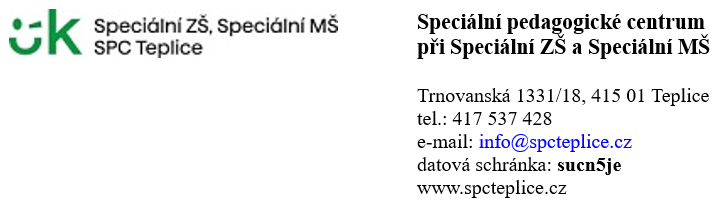 Speciální ZŠ, Speciální MŠ
SPC Teplice
Speciální pedagogické centrum
při Speciální ZŠ a Speciální MŠ
Trnovanská 1331/18, 415 01 Teplice
tel.: 417 537 428
e-mail: info@spcteplice.cz
datová schránka: sucn5je
www.spcteplice.cz